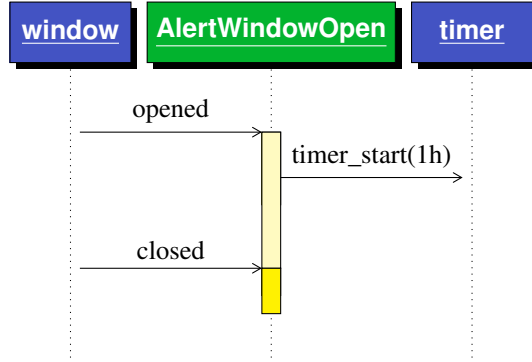 window
AlertWindowOpen
timer
opened
timer_start(1h)
closed